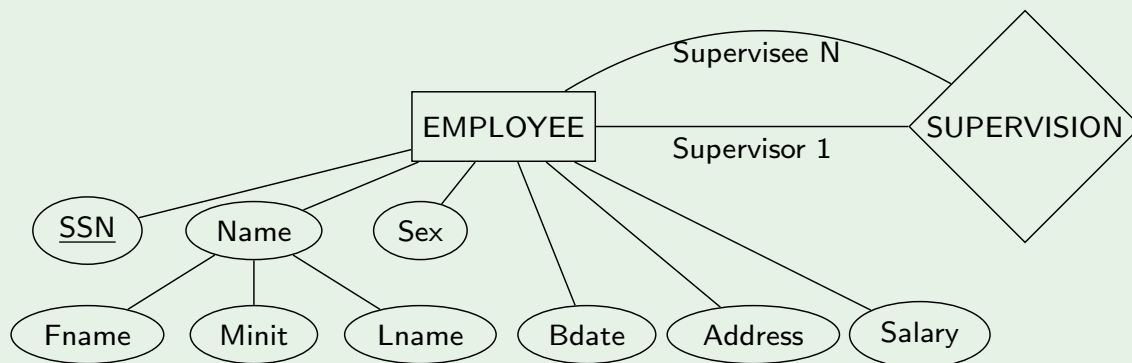 Supervisee N
EMPLOYEE
SUPERVISION
Supervisor 1
SSN
Name
Sex
Fname
Minit
Lname
Bdate
Address
Salary